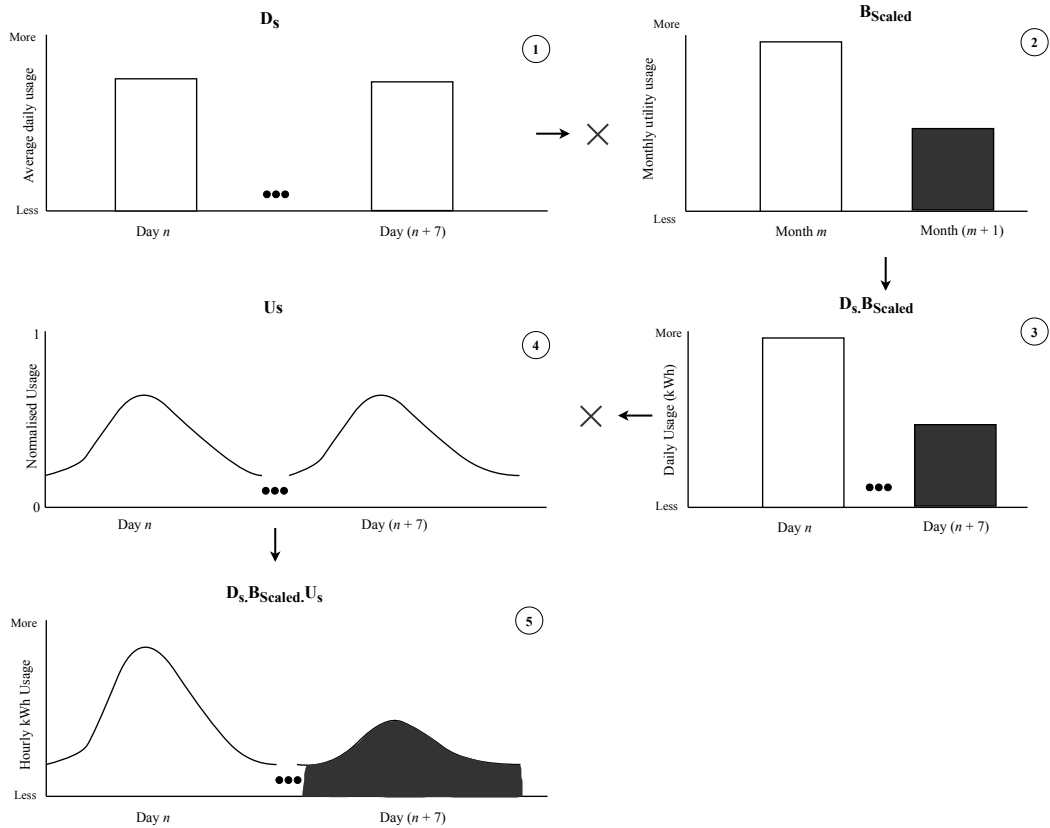 Ds
1
More
Average daily usage
Less
Day n
Day (n + 7)
BScaled
2
More
Monthly utility usage
Less
Month m
Month (m + 1)
Ds.BScaled
3
More
Daily Usage (kWh)
Less
Day n
Day (n + 7)
Us
4
1
Normalised Usage
0
Day n
Day (n + 7)
Ds.BScaled.Us
5
More
Hourly kWh Usage
Less
Day n
Day (n + 7)